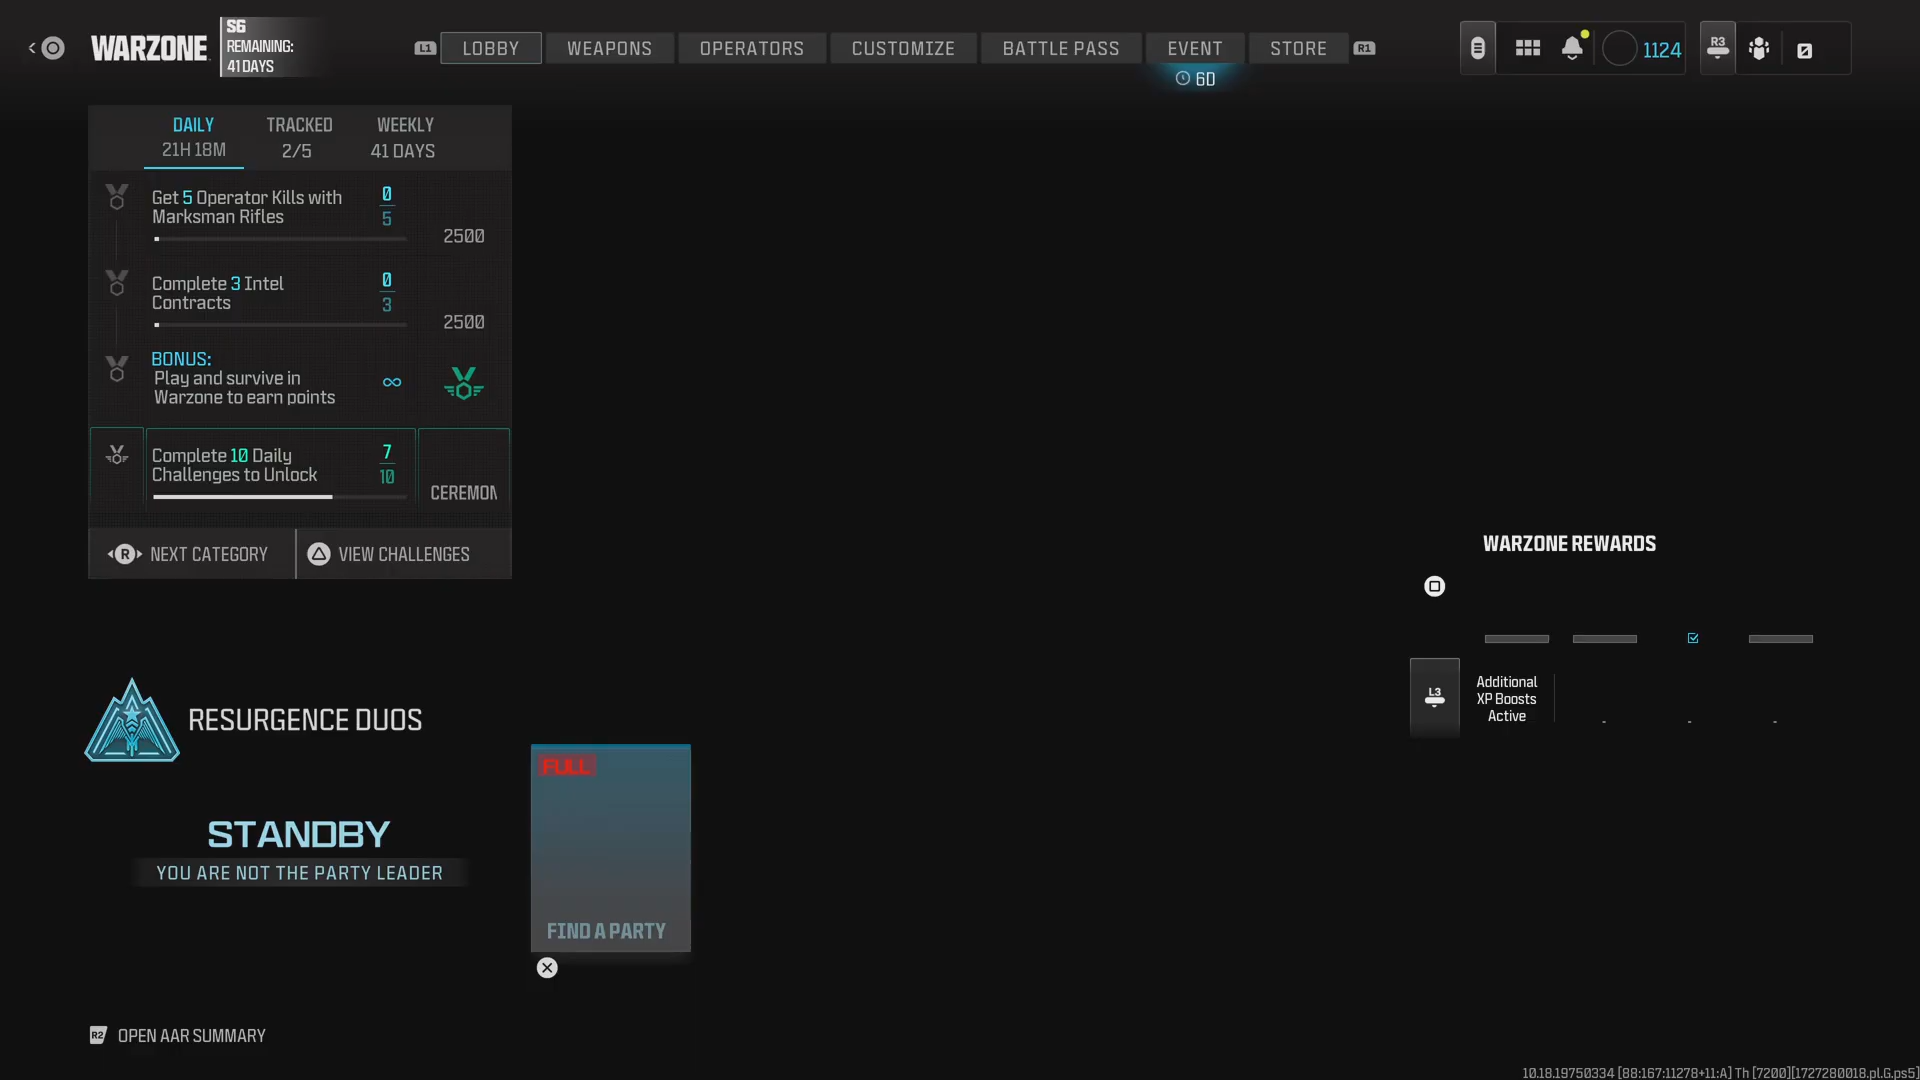 WARZONE
S6
REMAINING:
41 DAYS
L1
LOBBY
WEAPONS
OPERATORS
CUSTOMIZE
BATTLE PASS
EVENT
STORE
R1
6D
1124
R3
0
DAILY
21H 18M
TRACKED
2/5
WEEKLY
41 DAYS
Get 5 Operator Kills with
Marksman Rifles
0
5
2500
Complete 3 Intel
Contracts
0
3
2500
BONUS:
Play and survive in
Warzone to earn points
∞
Complete 10 Daily
Challenges to Unlock
7
10
CEREMON
R
NEXT CATEGORY
VIEW CHALLENGES
WARZONE REWARDS
L3
Additional
XP Boosts
Active
-
-
-
RESURGENCE DUOS
STANDBY
YOU ARE NOT THE PARTY LEADER
FULL
FIND A PARTY
R2
OPEN AAR SUMMARY
10.18.19750334 [88:167:11278+11:A] Th [7200][1727280018.pl.G.ps5]